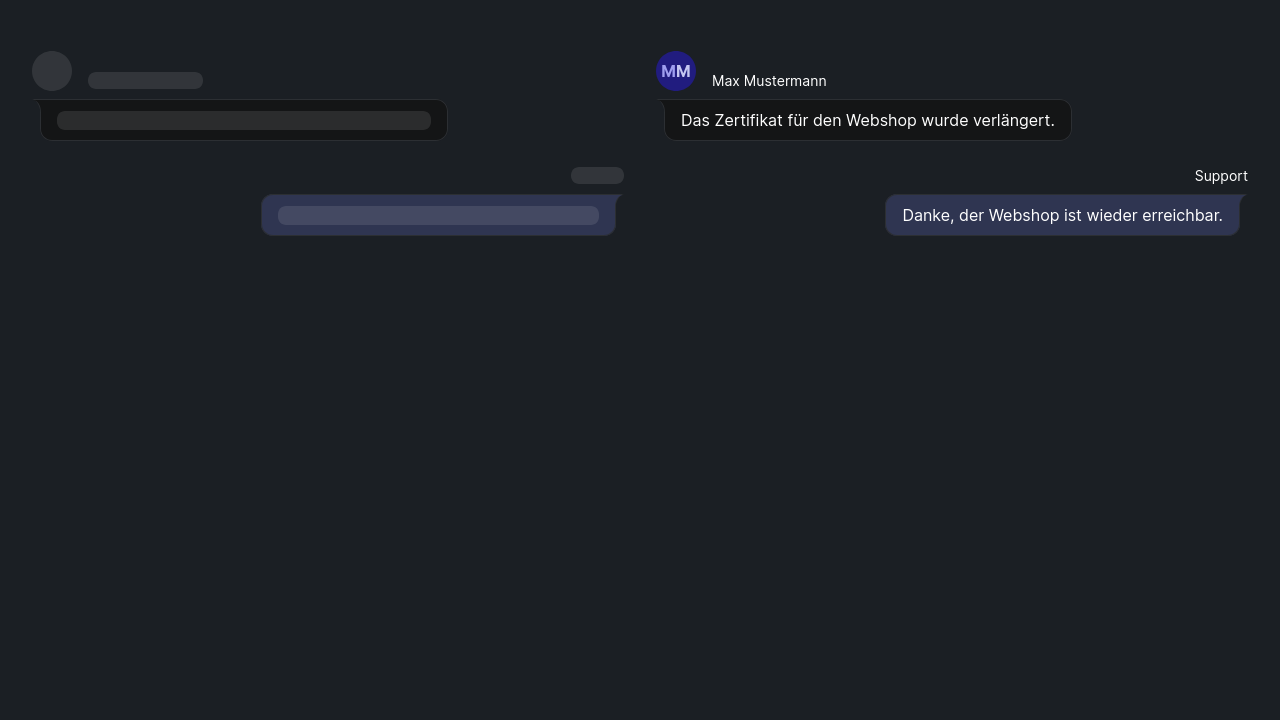 MM
Max Mustermann
Das Zertifikat für den Webshop wurde verlängert.
Support
Danke, der Webshop ist wieder erreichbar.